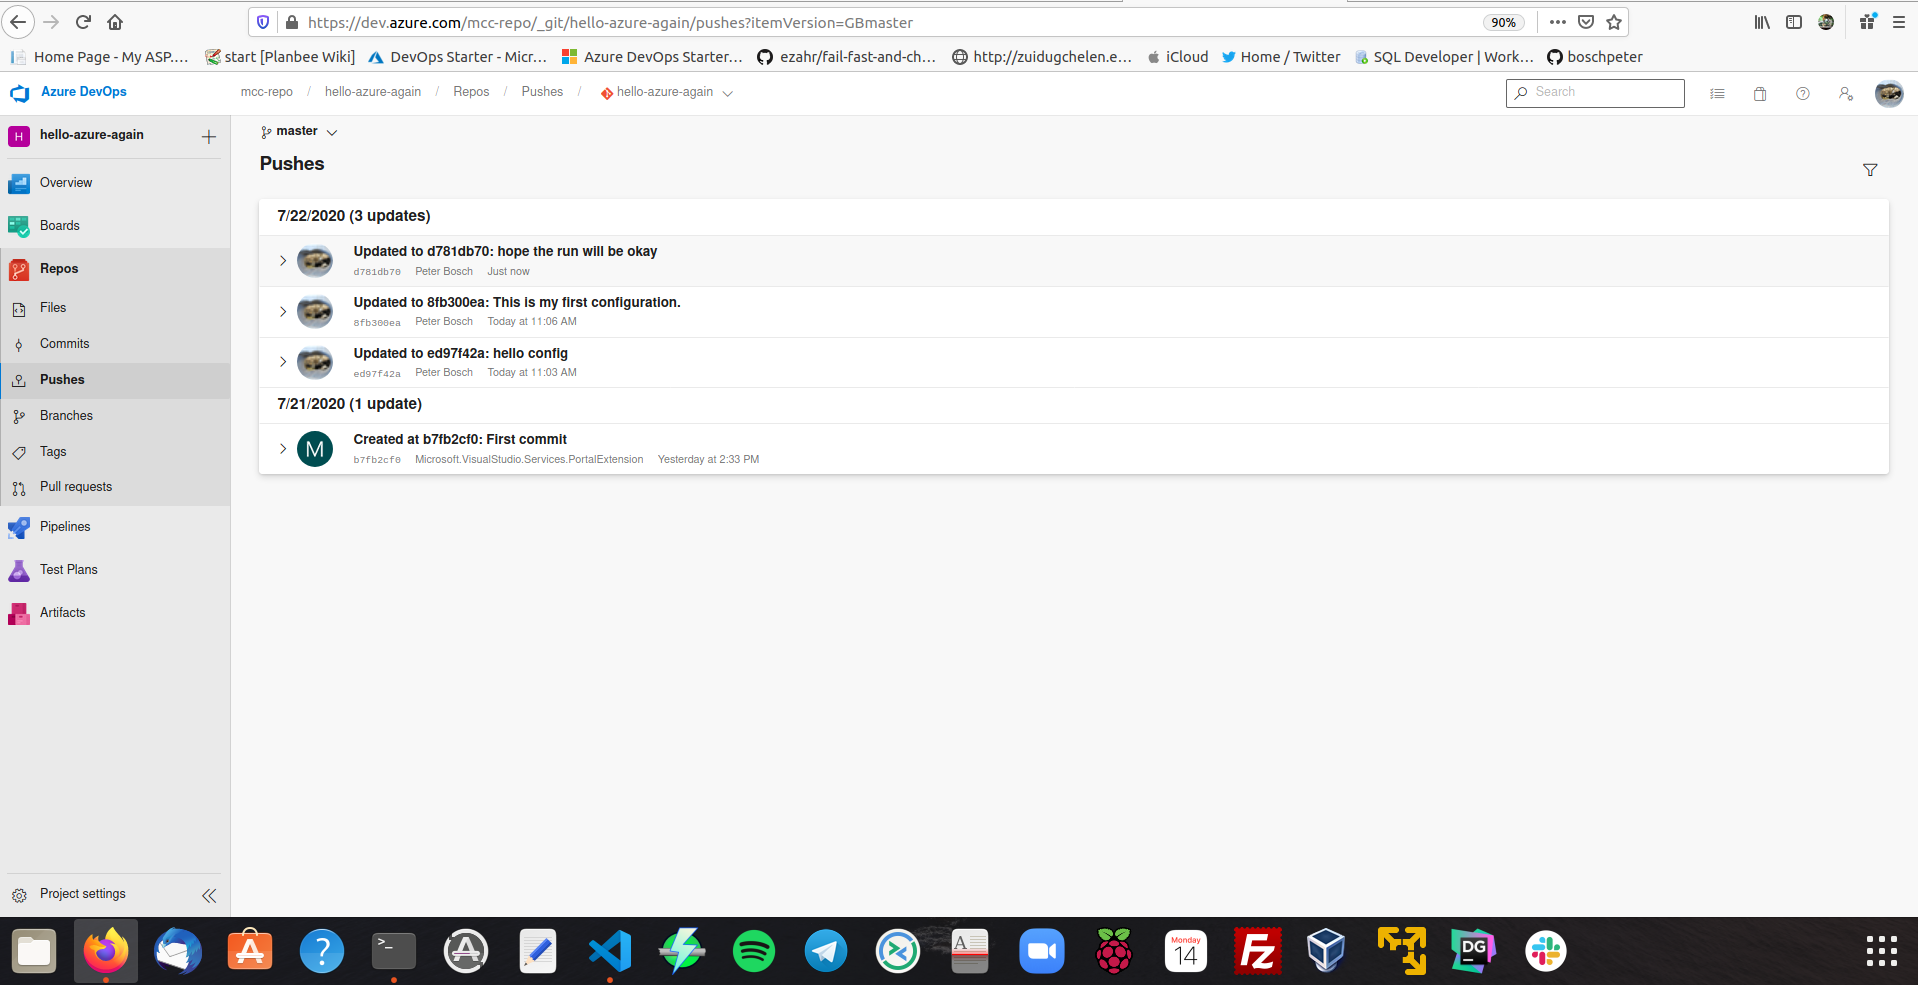 https://dev.azure.com/mcc-repo/_git/hello-azure-again/pushes?itemVersion=GBmaster 90%
Home Page - My ASP.... start [Planbee Wiki] DevOps Starter - Micr... Azure DevOps Starter... ezahr/fail-fast-and-ch... http://zuidugchelen.e... iCloud Home / Twitter SQL Developer | Work... boschpeter
Azure DevOps mcc-repo / hello-azure-again / Repos / Pushes / hello-azure-again Search
H hello-azure-again
master
Pushes
Overview
Boards
Repos
Files
Commits
Pushes
Branches
Tags
Pull requests
Pipelines
Test Plans
Artifacts
Project settings
7/22/2020 (3 updates)
Updated to d781db70: hope the run will be okay
d781db70 Peter Bosch Just now
Updated to 8fb300ea: This is my first configuration.
8fb300ea Peter Bosch Today at 11:06 AM
Updated to ed97f42a: hello config
ed97f42a Peter Bosch Today at 11:03 AM
7/21/2020 (1 update)
M
Created at b7fb2cf0: First commit
b7fb2cf0 Microsoft.VisualStudio.Services.PortalExtension Yesterday at 2:33 PM
? >_ A A Monday 14 Fz DG